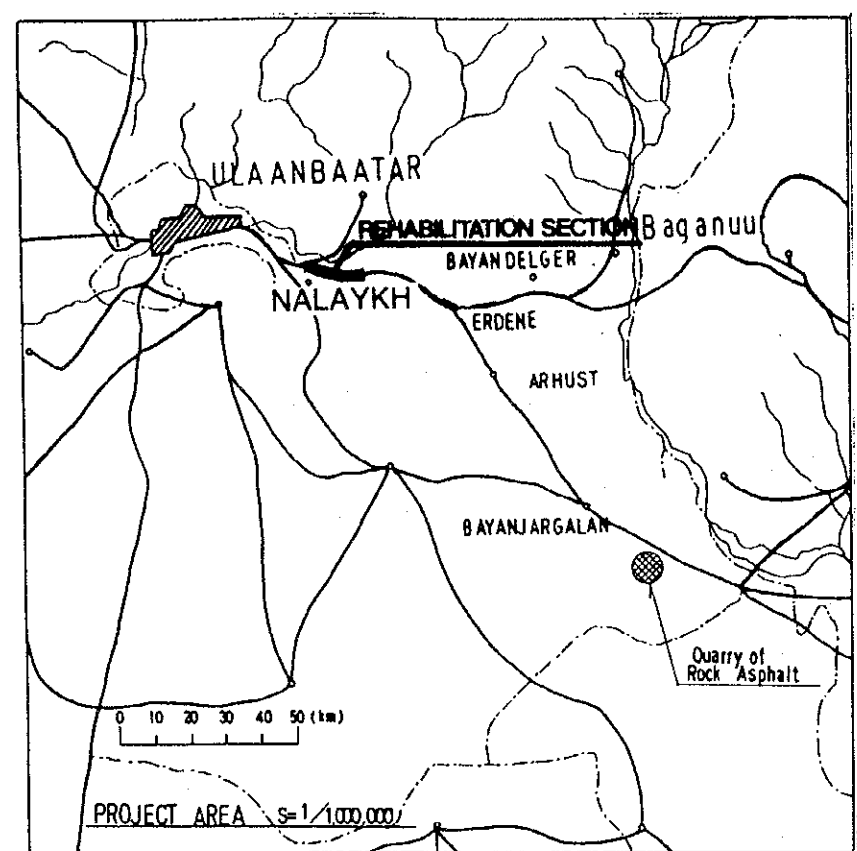 ULAANBAATAR
REHABILITATION SECTION
Baganuu
BAYANDELGER
NALAYKH
ERDENE
ARHUST
BAYANJARGALAN
Quarry of
Rock Asphalt
0 10 20 30 40 50 (km)
PROJECT AREA S=1/1.000.000